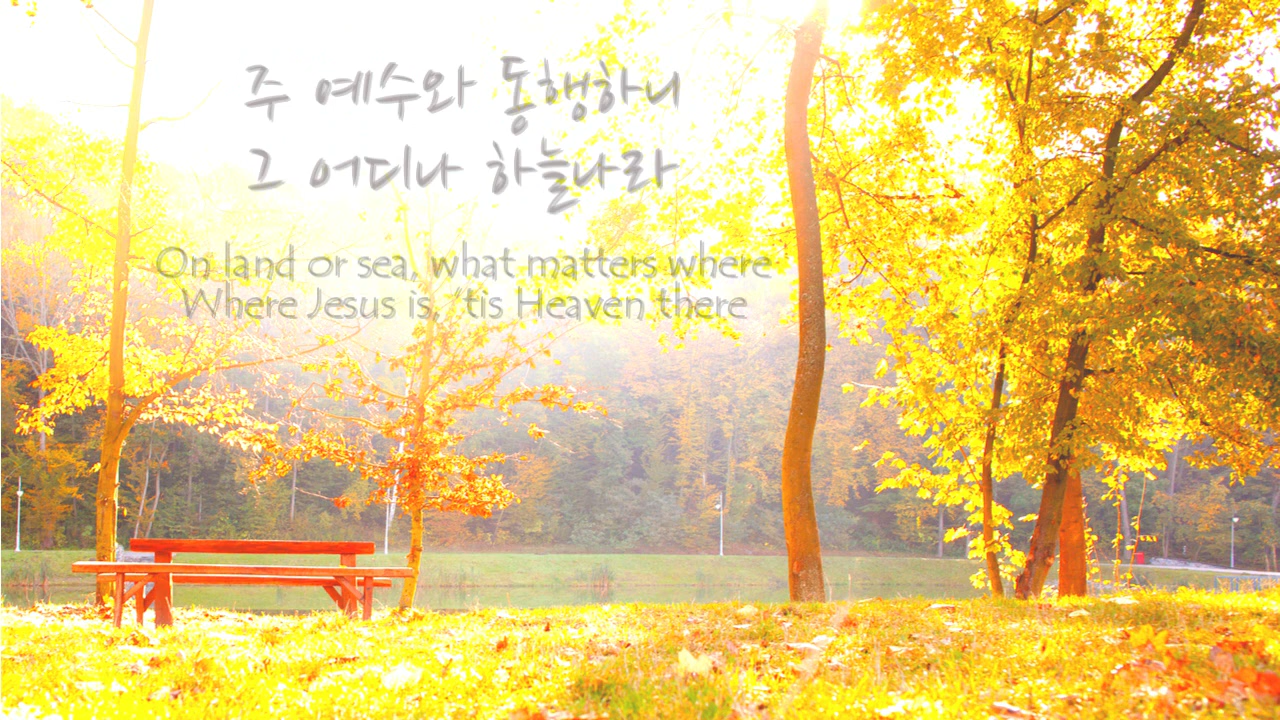 주 예수와 동행하니
그 어디나 하늘나라
On land or sea, what matters where
Where Jesus is, "tis Heaven there